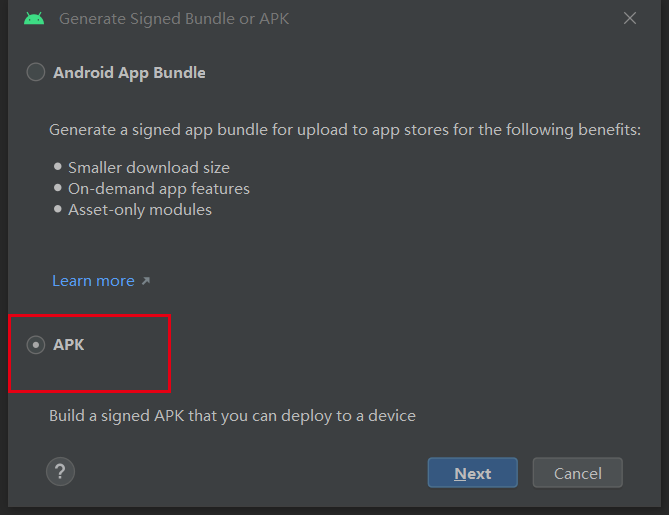 Generate Signed Bundle or APK
Android App Bundle
Generate a signed app bundle for upload to app stores for the following benefits:
• Smaller download size
• On-demand app features
• Asset-only modules
Learn more ↗
APK
Build a signed APK that you can deploy to a device
? Next Cancel